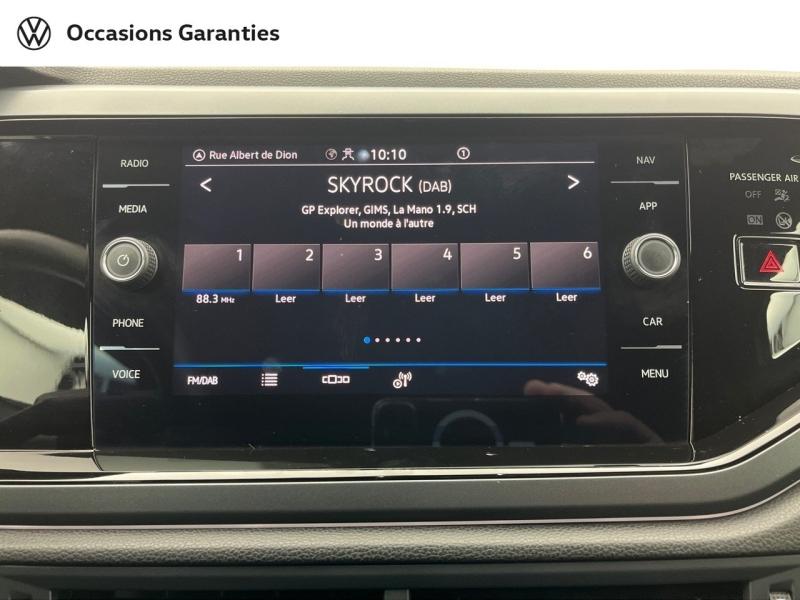 Occasions Garanties
RADIO
MEDIA
PHONE
VOICE
Rue Albert de Dion
10:10
1
< SKYROCK (DAB) >
GP Explorer, GIMS, La Mano 1.9, SCH
Un monde à l'autre
1 2 3 4 5 6
88.3 MHz Leer Leer Leer Leer Leer
FM/DAB
NAV
APP
CAR
MENU
PASSENGER AIR
OFF
ON